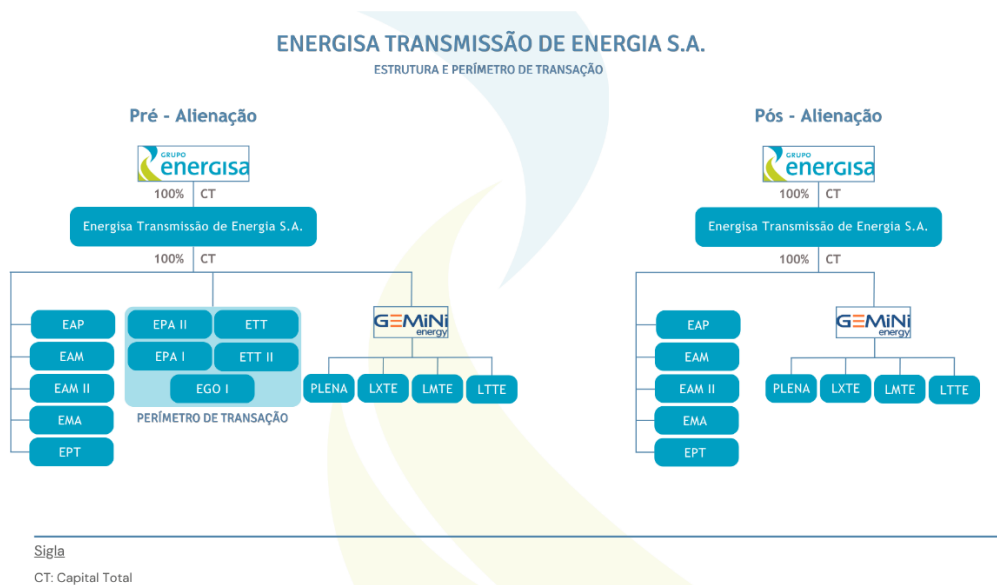 ENERGISA TRANSMISSÃO DE ENERGIA S.A.
ESTRUTURA E PERÍMETRO DE TRANSAÇÃO
Pré - Alienação
GRUPO
energisa
100% CT
Energisa Transmissão de Energia S.A.
100% CT
EAP
EAM
EAM II
EMA
EPT
EPA II
ETT
EPA I
ETT II
EGO I
PERÍMETRO DE TRANSAÇÃO
GEMiNi
energy
PLENA
LXTE
LMTE
LTTE
Pós - Alienação
GRUPO
energisa
100% CT
Energisa Transmissão de Energia S.A.
100% CT
EAP
EAM
EAM II
EMA
EPT
GEMiNi
energy
PLENA
LXTE
LMTE
LTTE
Sigla
CT: Capital Total